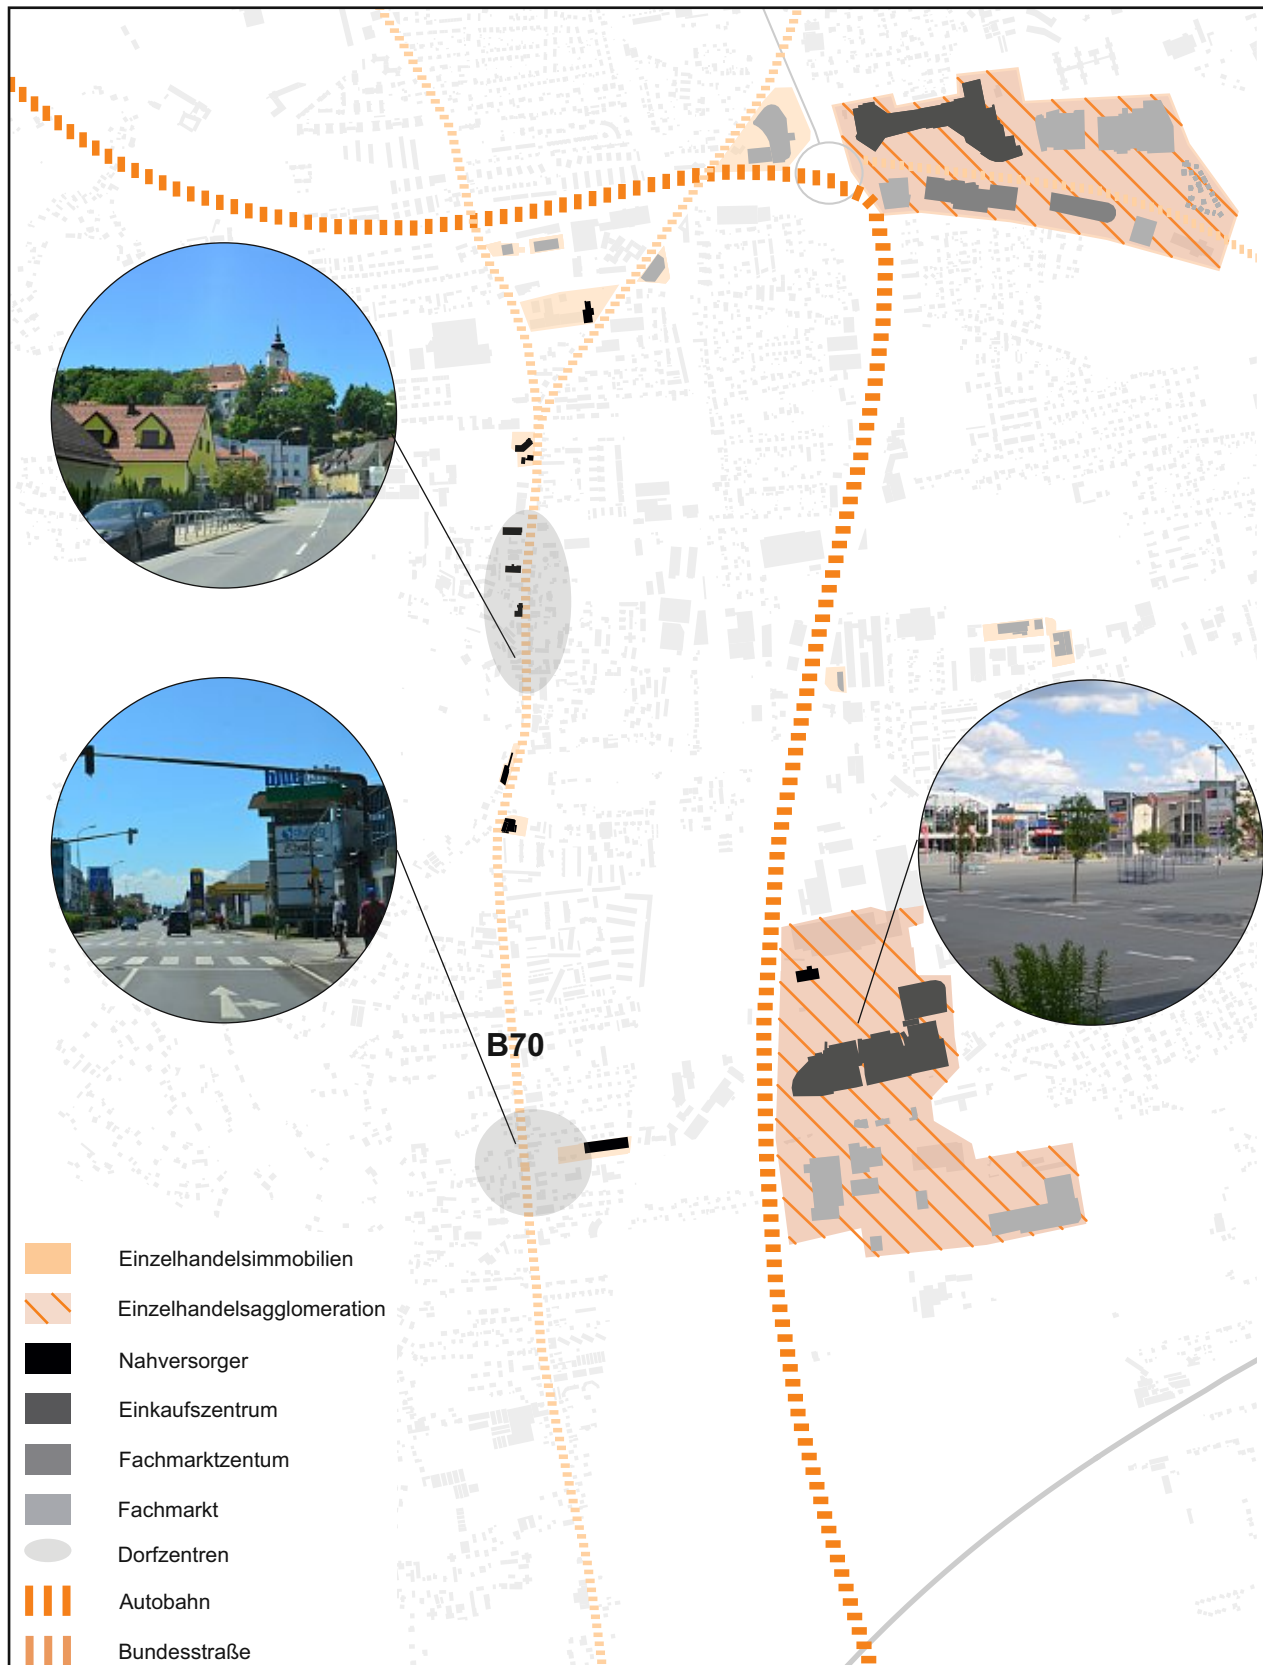 B70
Einzelhandelsimmobilien
Einzelhandelsagglomeration
Nahversorger
Einkaufszentrum
Fachmarktzentum
Fachmarkt
Dorfzentren
Autobahn
Bundesstraße